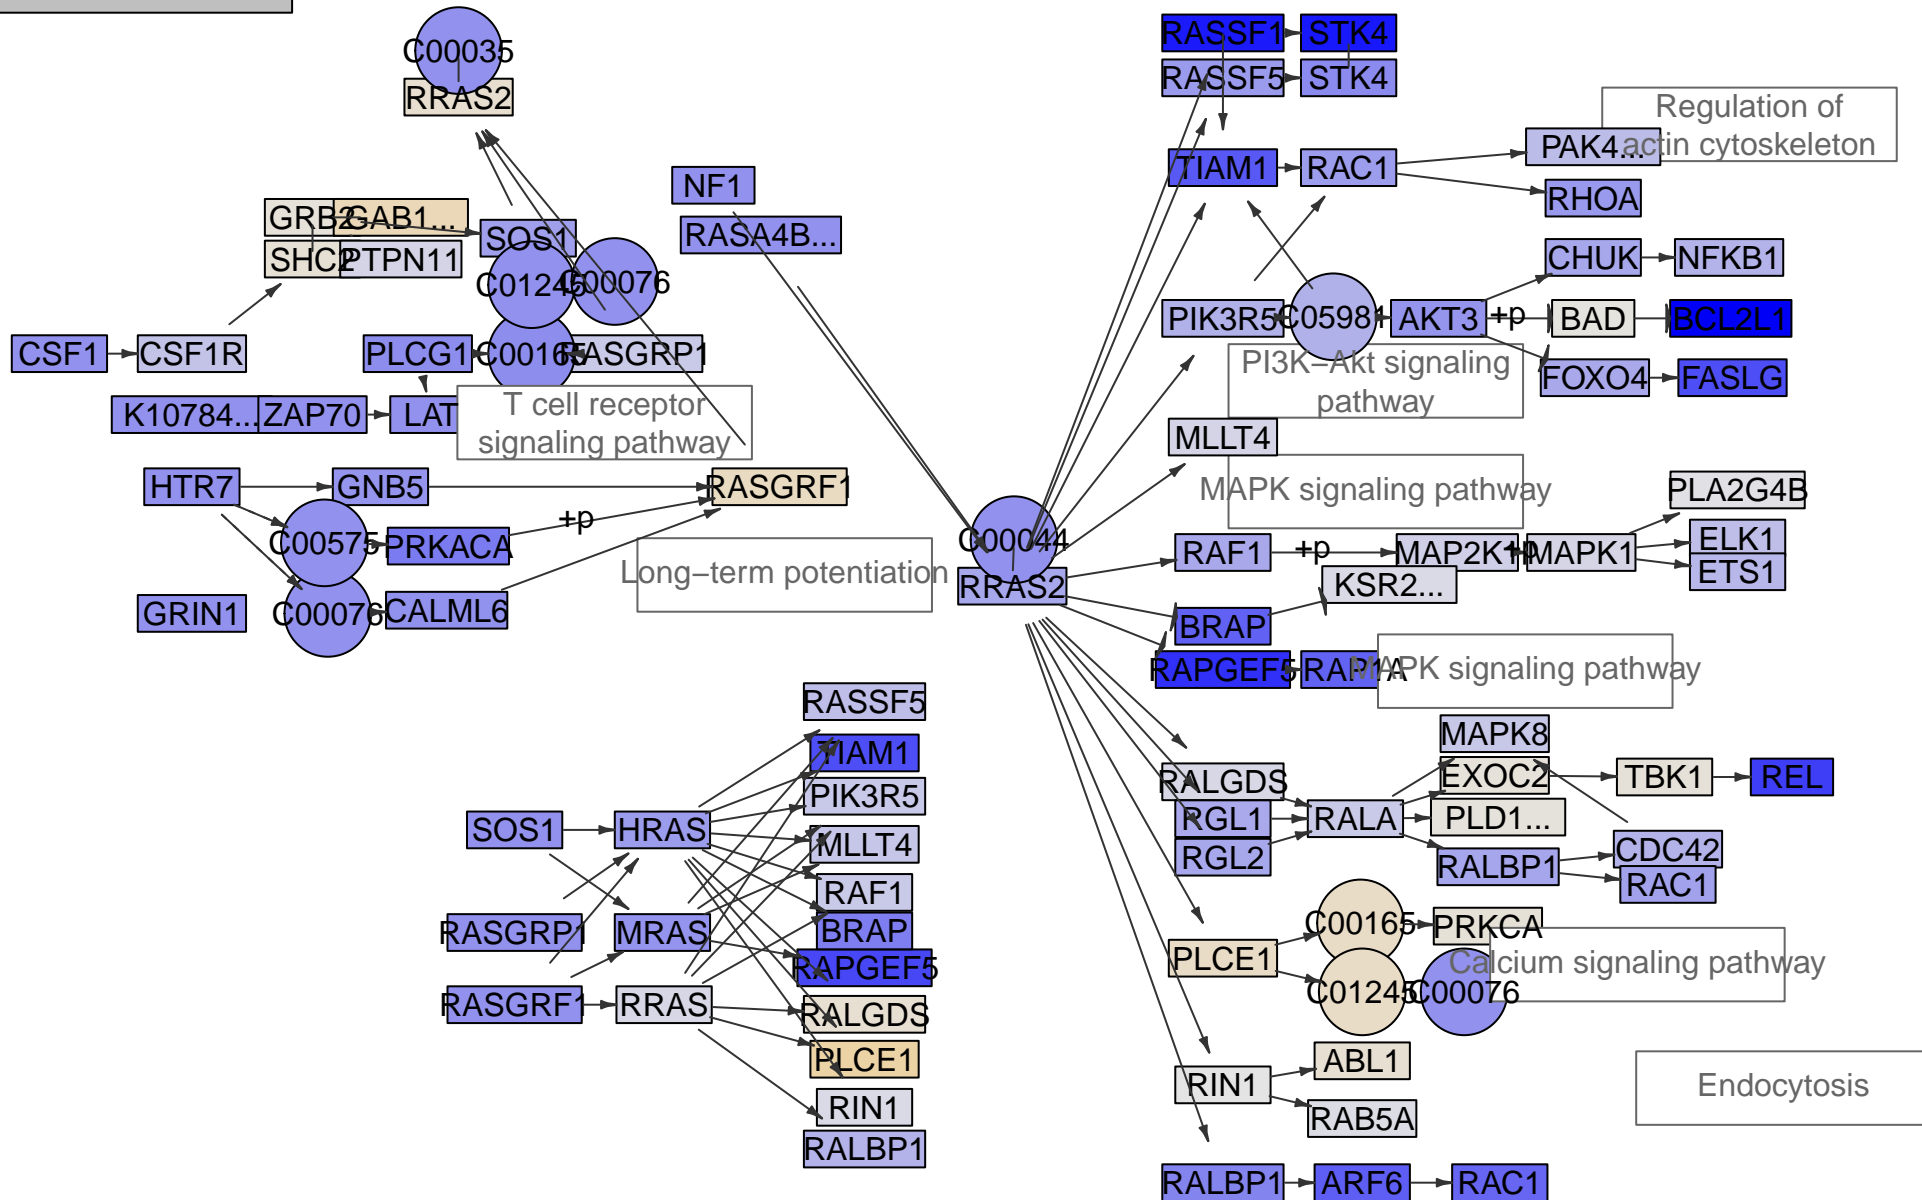 C00035
RRAS2
NF1
RASA4B...
GRB2
GAB1...
SOS1
SHC2
PTPN11
C01245
C00076
CSF1
CSF1R
PLCG1
C00165
RASGRP1
K10784...
ZAP70
LAT
T cell receptor
signaling pathway
HTR7
GNB5
RASGRF1
C00575
PRKACA
+p
Long−term potentiation
GRIN1
C00076
CALML6
C00044
RRAS2
RASSF1
STK4
RASSF5
STK4
Regulation of
actin cytoskeleton
PAK4...
TIAM1
RAC1
RHOA
CHUK
NFKB1
PIK3R5
C05981
AKT3
+p
BAD
BCL2L1
PI3K−Akt signaling
pathway
FOXO4
FASLG
MLLT4
MAPK signaling pathway
PLA2G4B
RAF1
+p
MAP2K1
+p
MAPK1
ELK1
ETS1
KSR2...
BRAP
RAPGEF5
RAP1A
MAPK signaling pathway
MAPK8
RALGDS
EXOC2
TBK1
REL
RGL1
RALA
PLD1...
RGL2
RALBP1
CDC42
RAC1
C00165
PRKCA
PLCE1
Calcium signaling pathway
C01245
C00076
ABL1
RIN1
RAB5A
Endocytosis
RALBP1
ARF6
RAC1
RASSF5
TIAM1
PIK3R5
SOS1
HRAS
MLLT4
RAF1
RASGRP1
MRAS
BRAP
RAPGEF5
RASGRF1
RRAS
RALGDS
PLCE1
RIN1
RALBP1